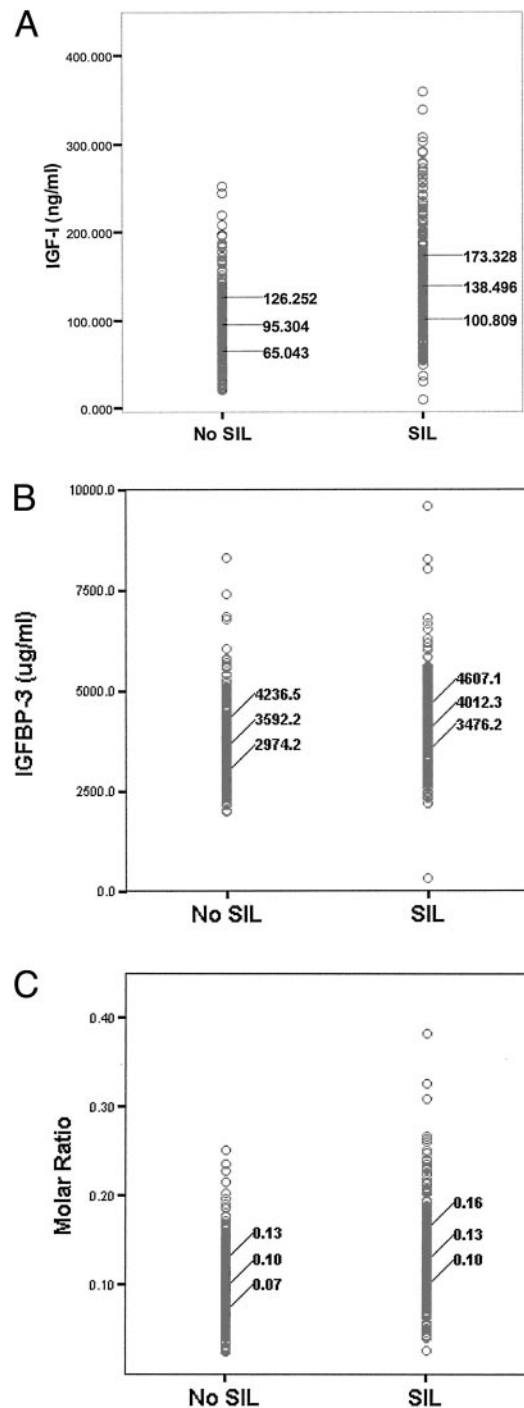 A
400.000
300.000
200.000
100.000
0.000
IGF-I (ng/ml)
126.252
95.304
65.043
173.328
138.496
100.809
No SIL
SIL
B
10000.0
7500.0
5000.0
2500.0
0.0
IGFBP-3 (ug/ml)
4236.5
3592.2
2974.2
4607.1
4012.3
3476.2
No SIL
SIL
C
0.40
0.30
0.20
0.10
Molar Ratio
0.13
0.10
0.07
0.16
0.13
0.10
No SIL
SIL